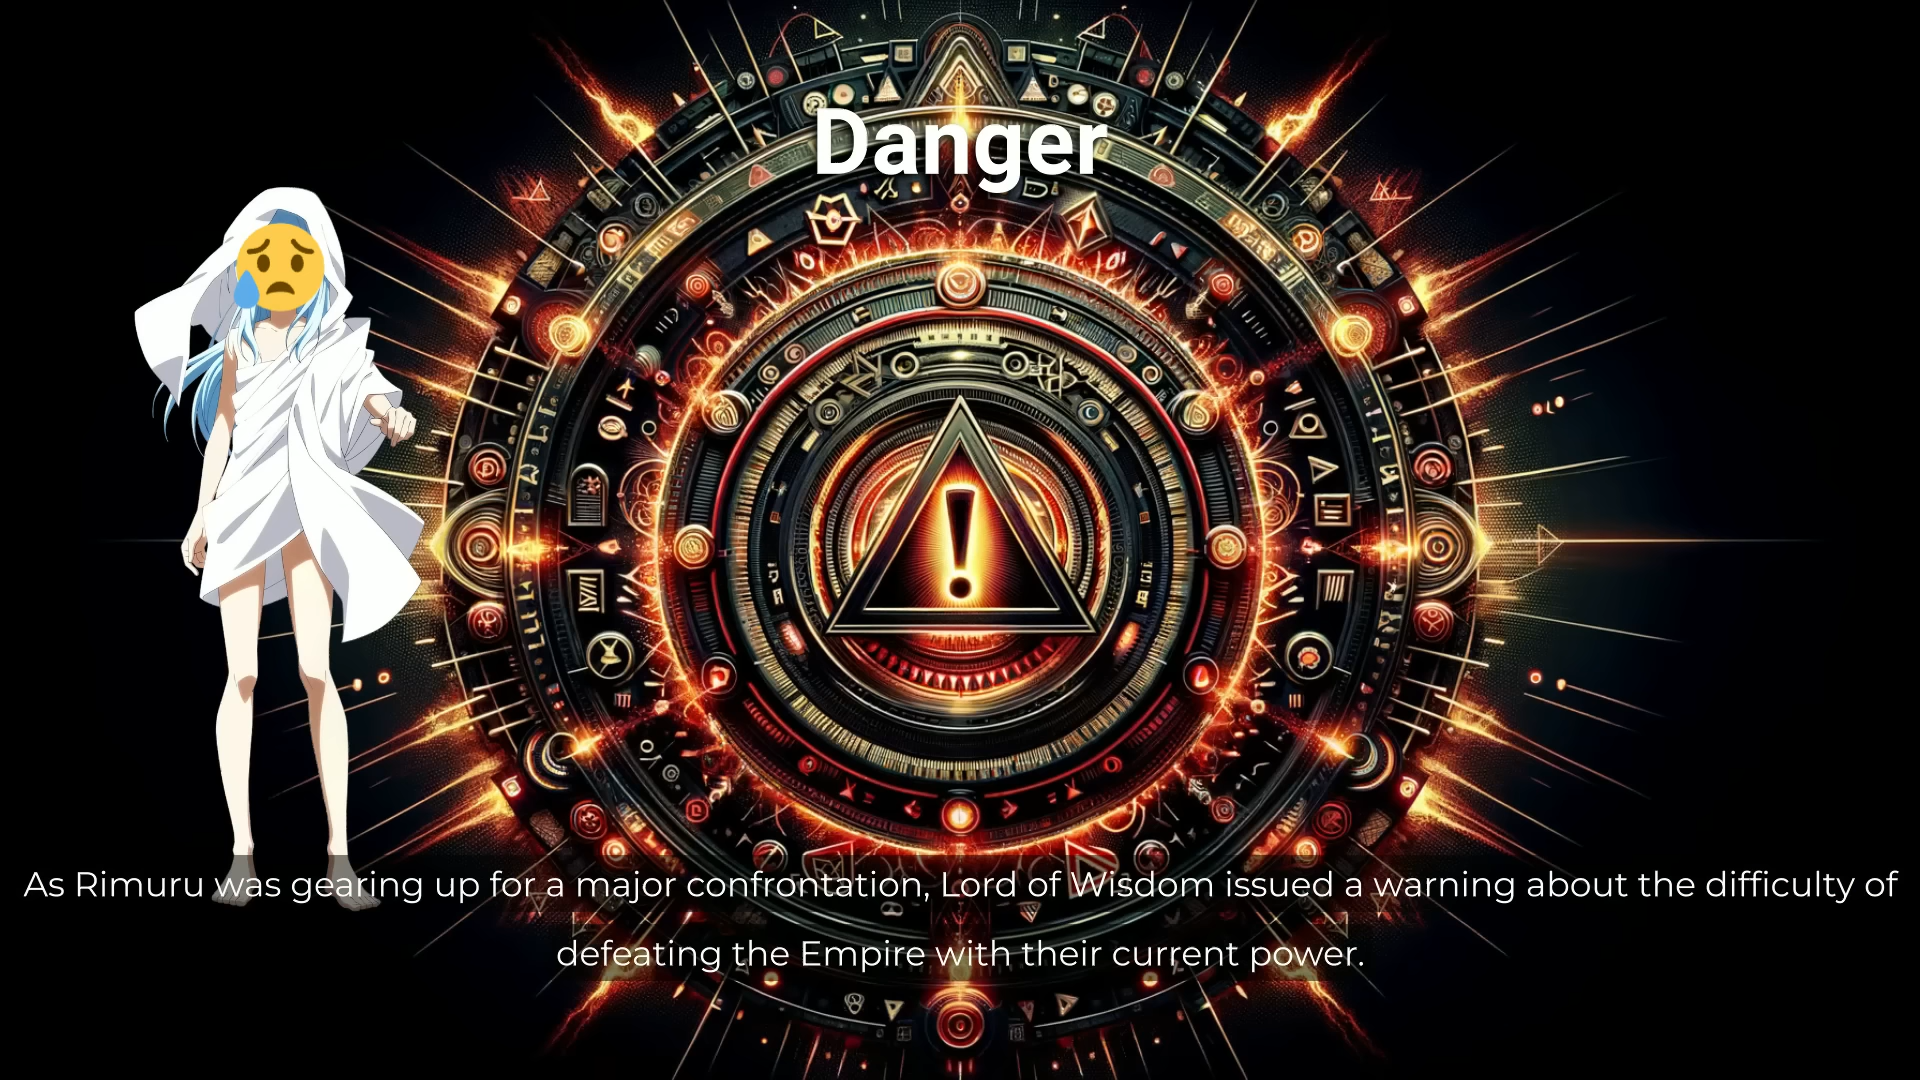 Danger
As Rimuru was gearing up for a major confrontation, Lord of Wisdom issued a warning about the difficulty of
defeating the Empire with their current power.